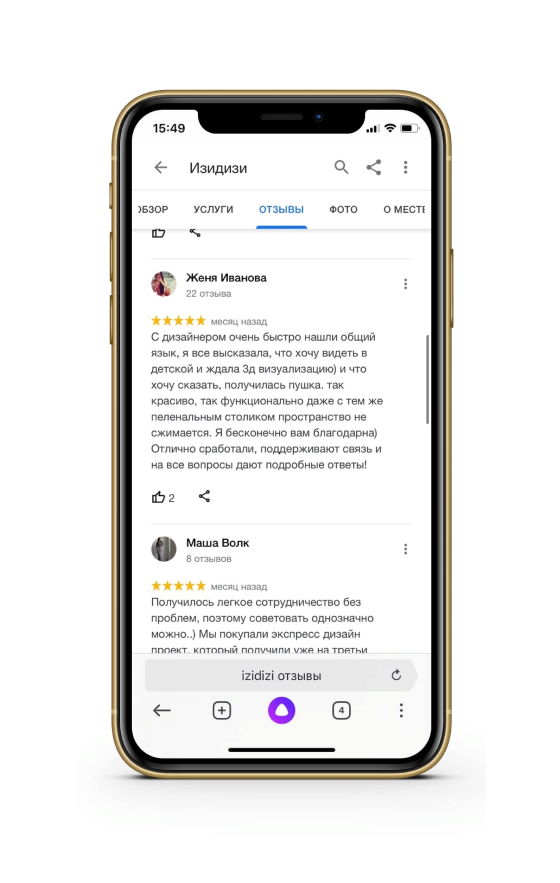 15:49
Изидизи
ОБЗОР УСЛУГИ ОТЗЫВЫ ФОТО О МЕСТЕ
Женя Иванова
22 отзыва
месяц назад
С дизайнером очень быстро нашли общий
язык, я все высказала, что хочу видеть в
детской и ждала 3д визуализацию) и что
хочу сказать, получилась пушка. так
красиво, так функционально даже с тем же
пеленальным столиком пространство не
сжимается. Я бесконечно вам благодарна)
Отлично сработали, поддерживают связь и
на все вопросы дают подробные ответы!
2
Маша Волк
8 отзывов
месяц назад
Получилось легкое сотрудничество без
проблем, поэтому советовать однозначно
можно..) Мы покупали экспресс дизайн
проект, который получили уже на третьи
izidizi отзывы
4